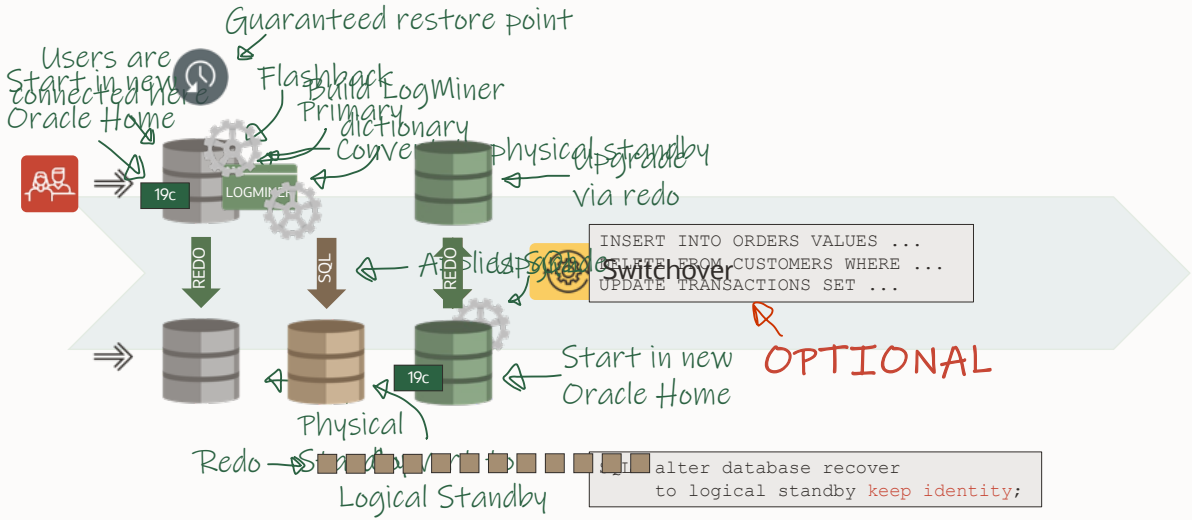 Guaranteed restore point
Users are
connected here
Start in new
Oracle Home
Flashback
Build LogMiner
dictionary
Primary
physical standby
Upgrade
via redo
19c
LOGMINER
REDO
SQL
REDO
Switchover
INSERT INTO ORDERS VALUES ...
DELETE FROM CUSTOMERS WHERE ...
UPDATE TRANSACTIONS SET ...
OPTIONAL
19c
Start in new
Oracle Home
Physical
Redo
Logical Standby
alter database recover
to logical standby keep identity;